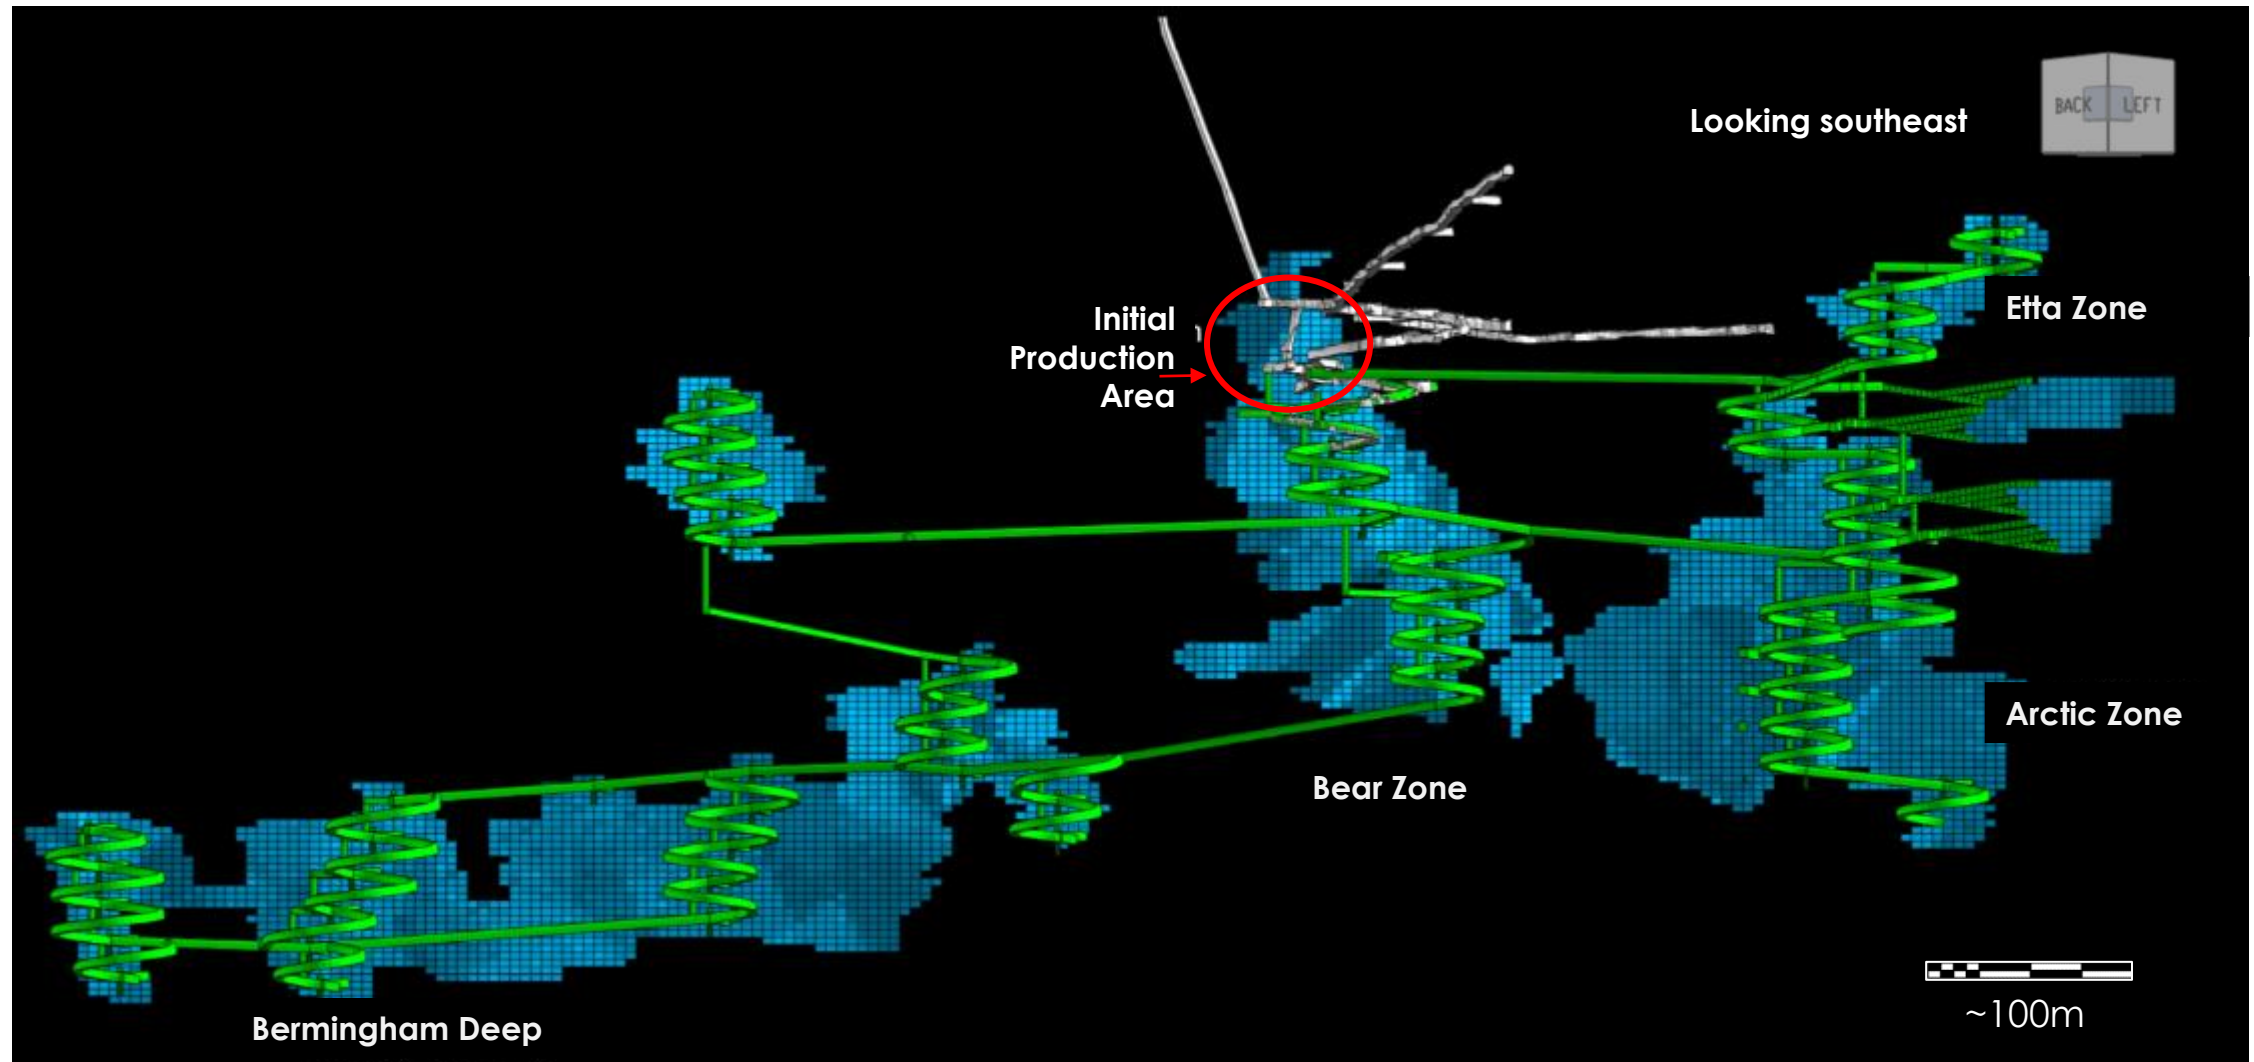 Looking southeast
BACK LEFT
Initial
Production
Area
Etta Zone
Arctic Zone
Bear Zone
Bermingham Deep
~100m